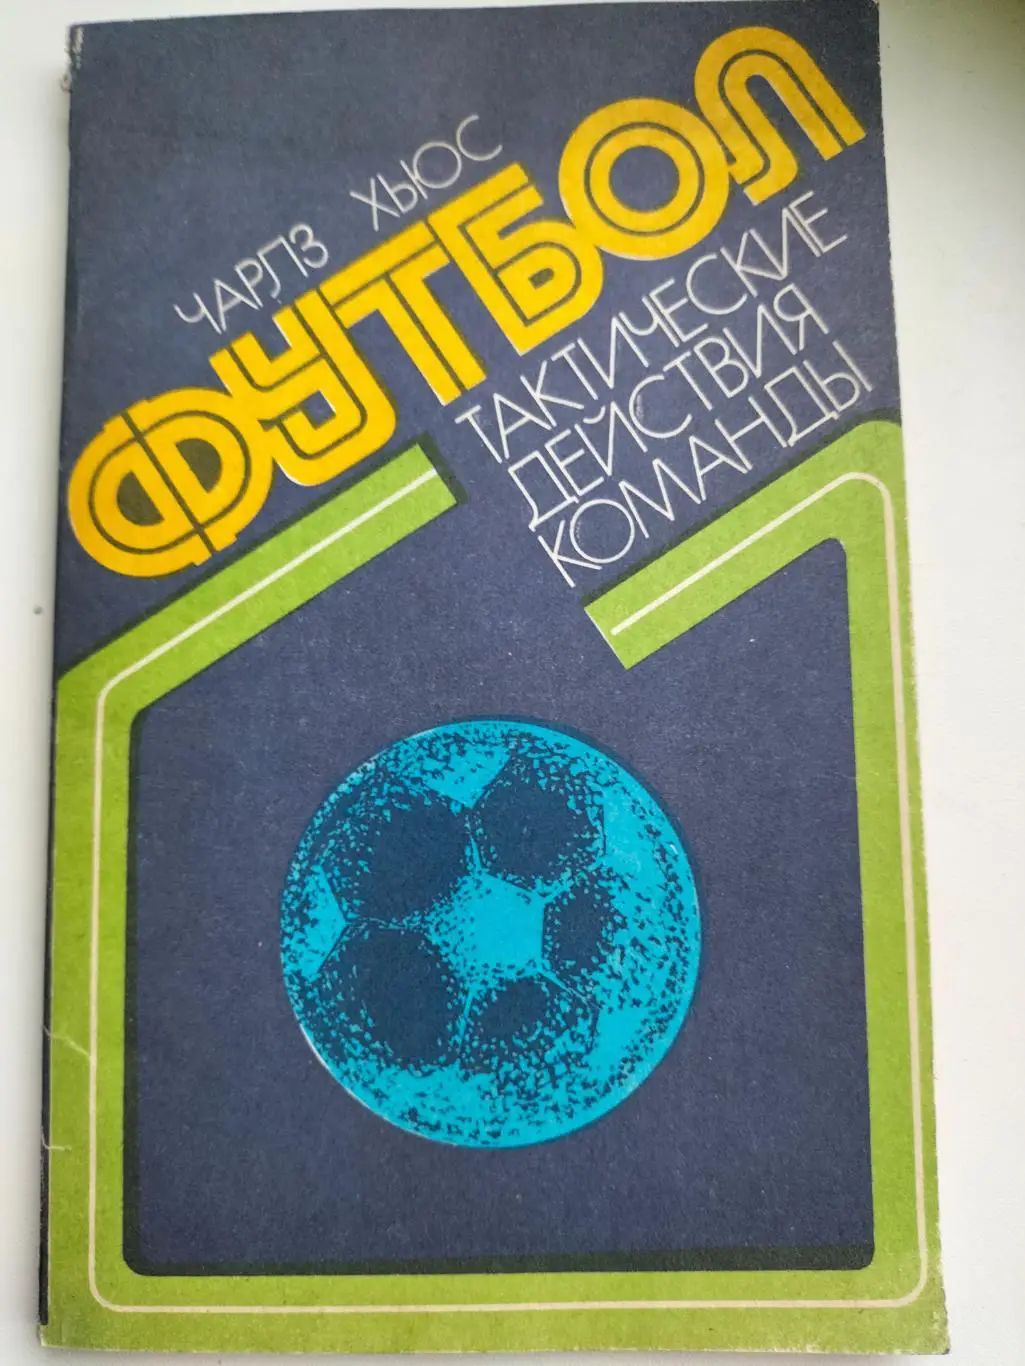 ЧАРЛЗ ХЬЮС
ФУТБОЛ
ТАКТИЧЕСКИЕ
ДЕЙСТВИЯ
КОМАНДЫ